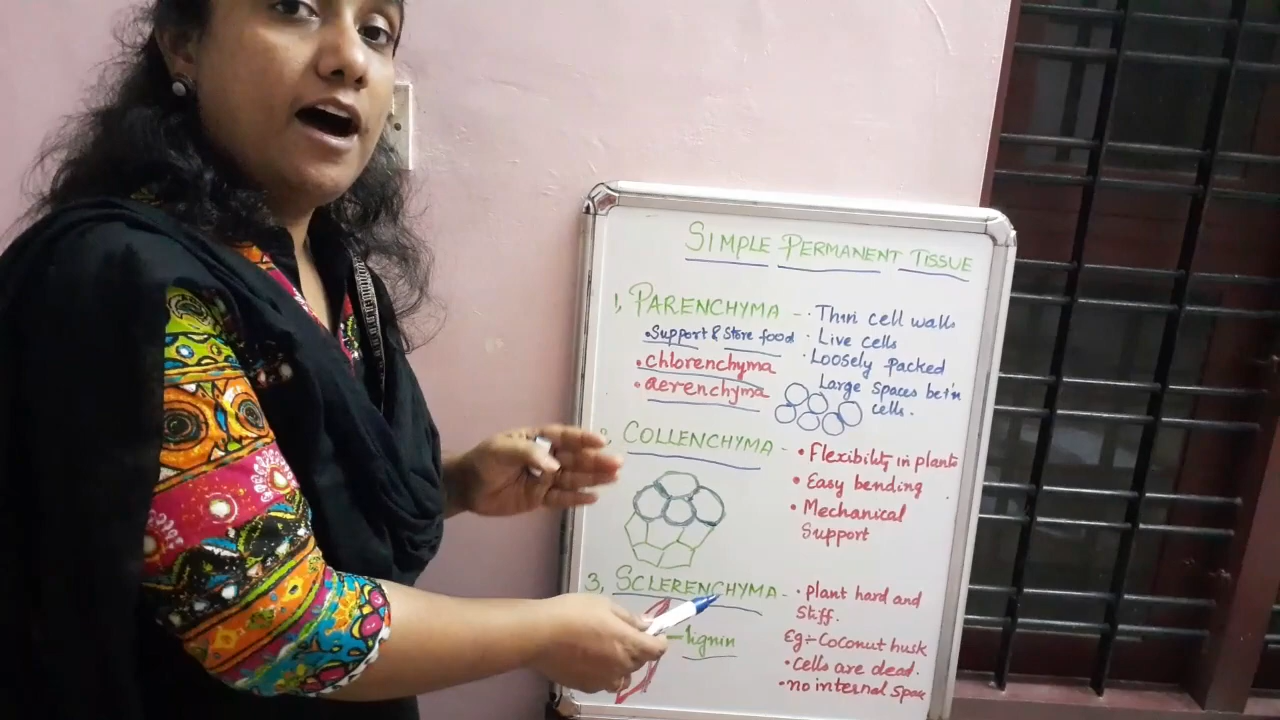 SIMPLE PERMANENT TISSUE
1, PARENCHYMA -
• Support & Store food
• chlorenchyma
• aerenchyma
• Thin cell walls
• Live cells
• Loosely packed
Large spaces bet'n
cells.
2, COLLENCHYMA -
• Flexibility in plants
• Easy bending
• Mechanical
Support
3, SCLERENCHYMA -
- lignin
• Plant hard and
Stiff.
Eg:- Coconut husk
• Cells are dead.
• no internal space